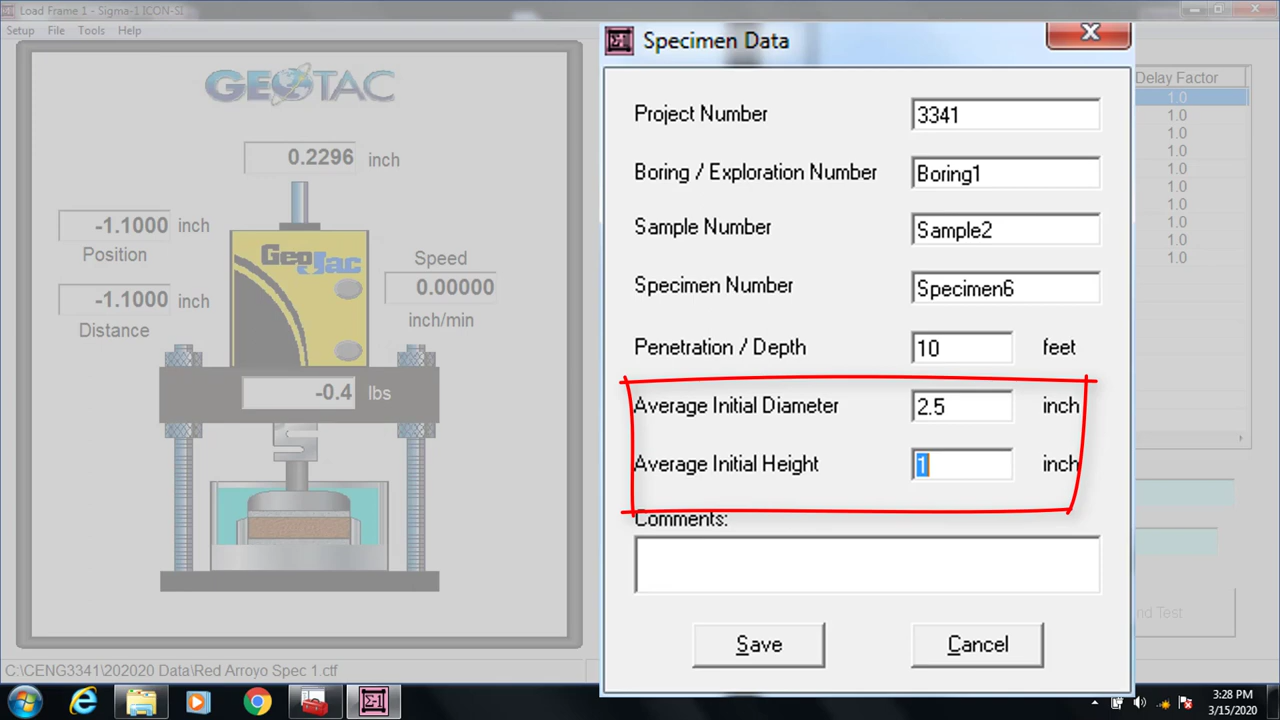 Load Frame 1 - Sigma-1 ICON-SI
Setup File Tools Help
GEOTAC
0.2296 inch
-1.1000 inch
Position
-1.1000 inch
Distance
GeoJac
Speed
0.00000
inch/min
-0.4 lbs
C:\CENG3341\202020 Data\Red Arroyo Spec 1.ctf
Σ-1 Specimen Data
Project Number 3341
Boring / Exploration Number Boring1
Sample Number Sample2
Specimen Number Specimen6
Penetration / Depth 10 feet
Average Initial Diameter 2.5 inch
Average Initial Height 1 inch
Comments:
Save Cancel
Delay Factor
1.0
1.0
1.0
1.0
1.0
1.0
1.0
1.0
1.0
1.0
nd Test
Σ-1
3:28 PM
3/15/2020